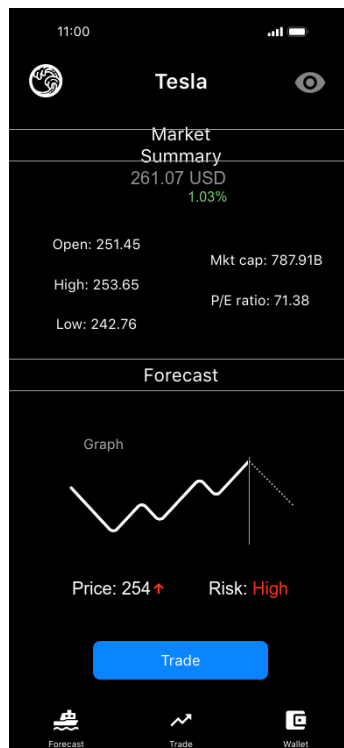 11:00
Tesla
Market
Summary
261.07 USD
1.03%
Open: 251.45
Mkt cap: 787.91B
High: 253.65
P/E ratio: 71.38
Low: 242.76
Forecast
Graph
Price: 254
Risk: High
Trade
Forecast
Trade
Wallet